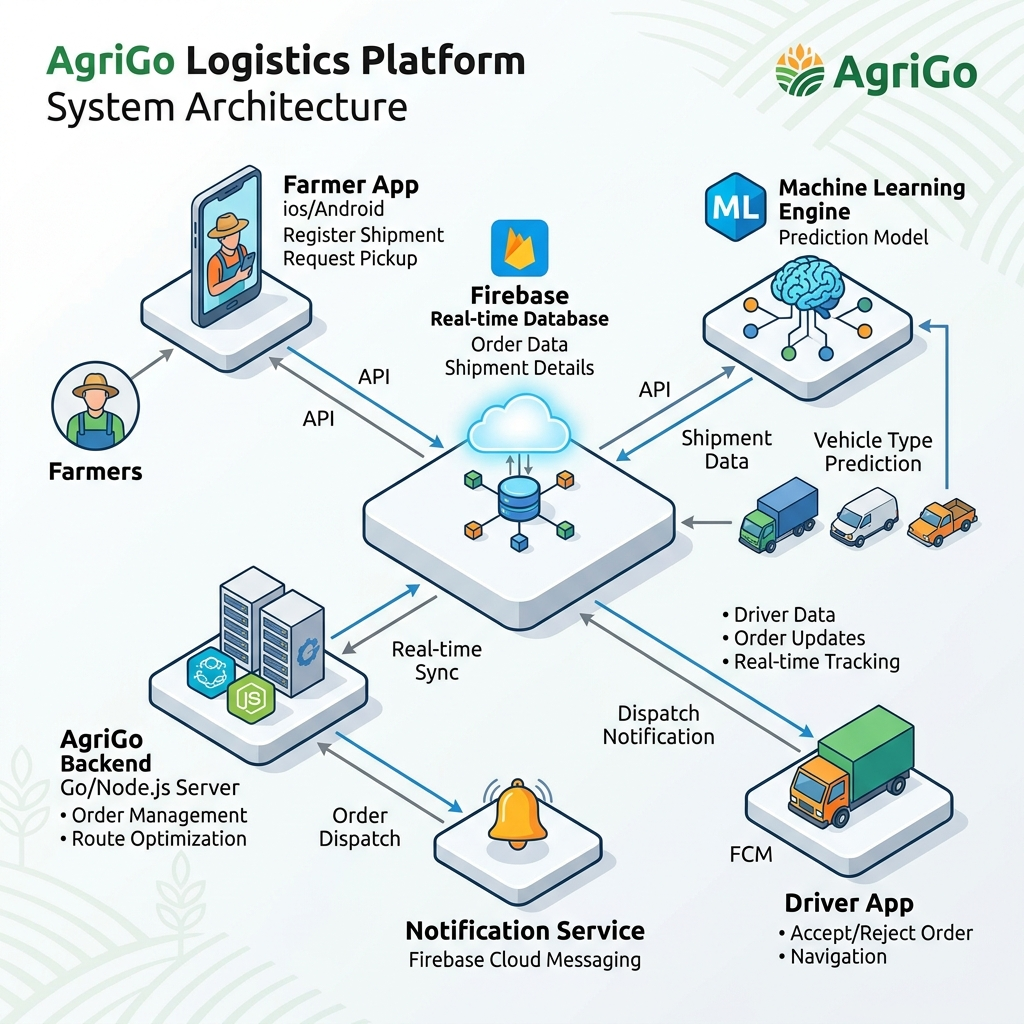 AgriGo Logistics Platform
System Architecture
AgriGo
Farmer App
ios/Android
Register Shipment
Request Pickup
Firebase
Real-time Database
Order Data
Shipment Details
ML
Machine Learning
Engine
Prediction Model
Farmers
API
API
API
Shipment
Data
Vehicle Type
Prediction
Real-time
Sync
• Driver Data
• Order Updates
• Real-time Tracking
Dispatch
Notification
JS
AgriGo
Backend
Go/Node.js Server
• Order Management
• Route Optimization
Order
Dispatch
Notification Service
Firebase Cloud Messaging
FCM
Driver App
• Accept/Reject Order
• Navigation